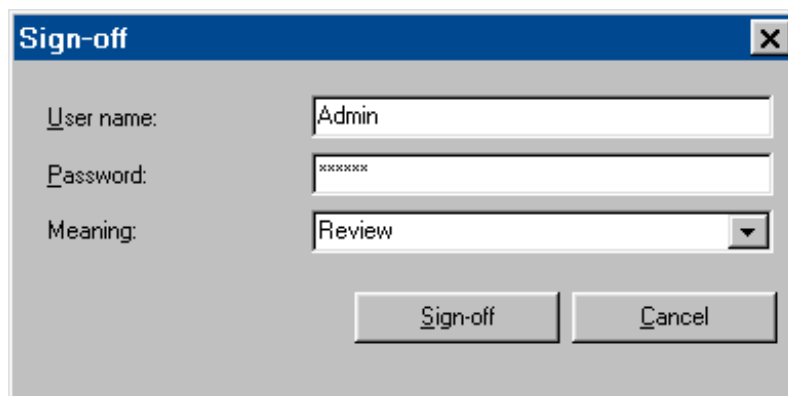 Sign-off
User name: Admin
Password: ******
Meaning: Review
Sign-off Cancel